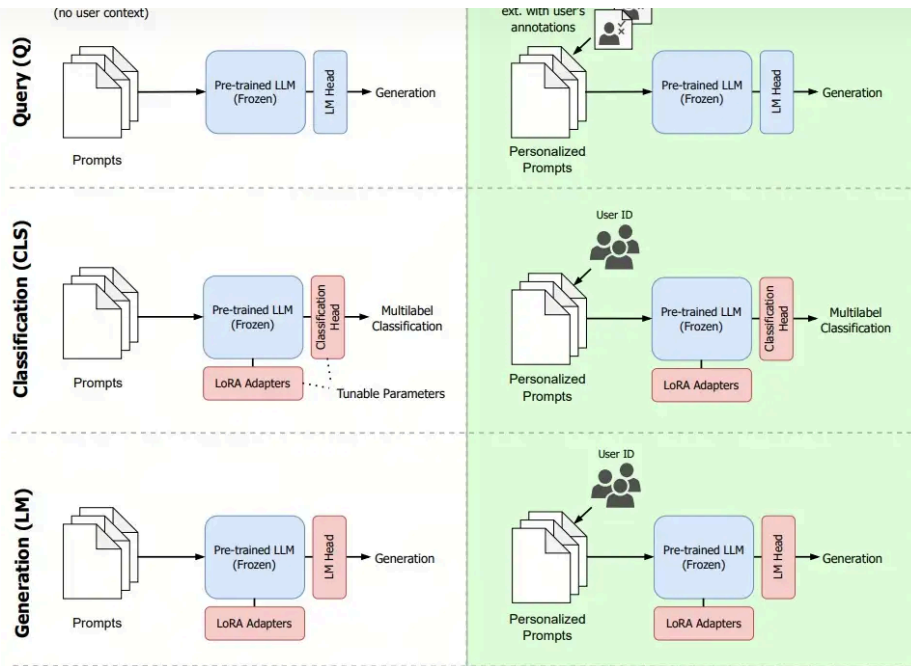 (no user context)
ext. with user's
annotations
Query (Q)
Pre-trained LLM
(Frozen)
LM Head
Generation
Prompts
Pre-trained LLM
(Frozen)
LM Head
Generation
Personalized
Prompts
Classification (CLS)
Pre-trained LLM
(Frozen)
Classification
Head
Multilabel
Classification
LoRA Adapters
Tunable Parameters
Prompts
User ID
Pre-trained LLM
(Frozen)
Classification
Head
Multilabel
Classification
LoRA Adapters
Personalized
Prompts
Generation (LM)
Pre-trained LLM
(Frozen)
LM Head
Generation
LoRA Adapters
Prompts
User ID
Pre-trained LLM
(Frozen)
LM Head
Generation
LoRA Adapters
Personalized
Prompts